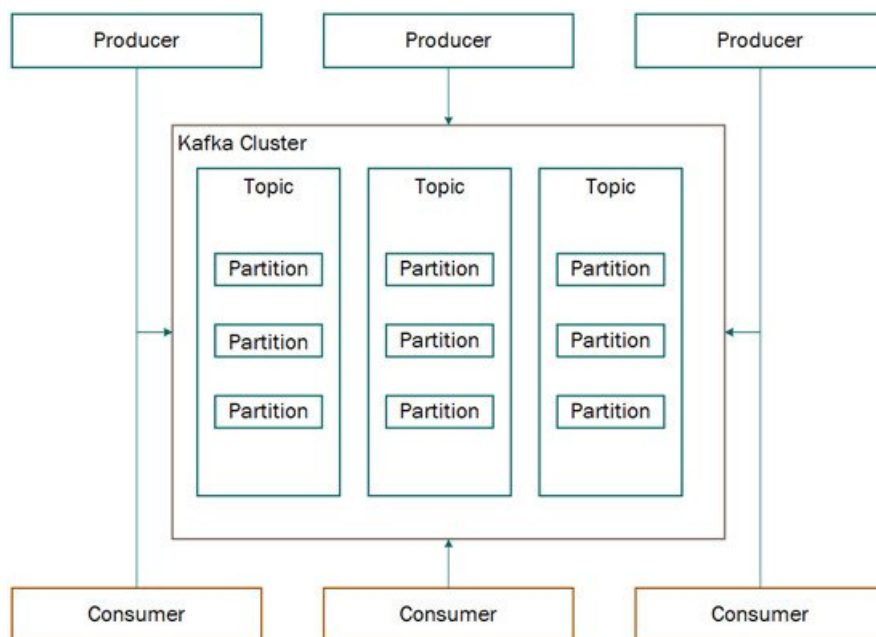 Producer
Producer
Producer
Kafka Cluster
Topic
Topic
Topic
Partition
Partition
Partition
Partition
Partition
Partition
Partition
Partition
Partition
Consumer
Consumer
Consumer